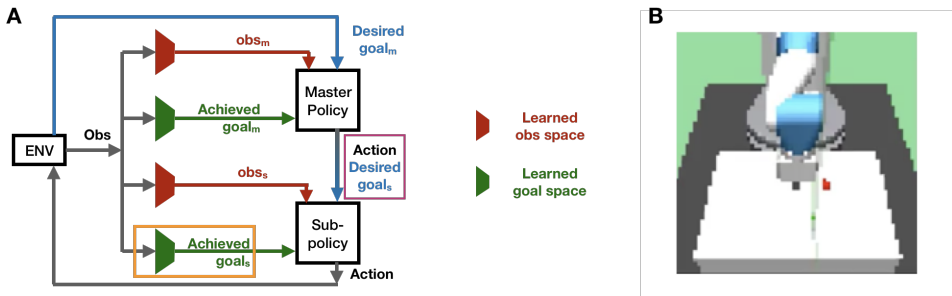 A
Desired
goalm
obsm
Master
Policy
Achieved
goalm
Obs
ENV
Action
Desired
goals
obss
Sub-
policy
Achieved
goals
Action
Learned
obs space
Learned
goal space
B